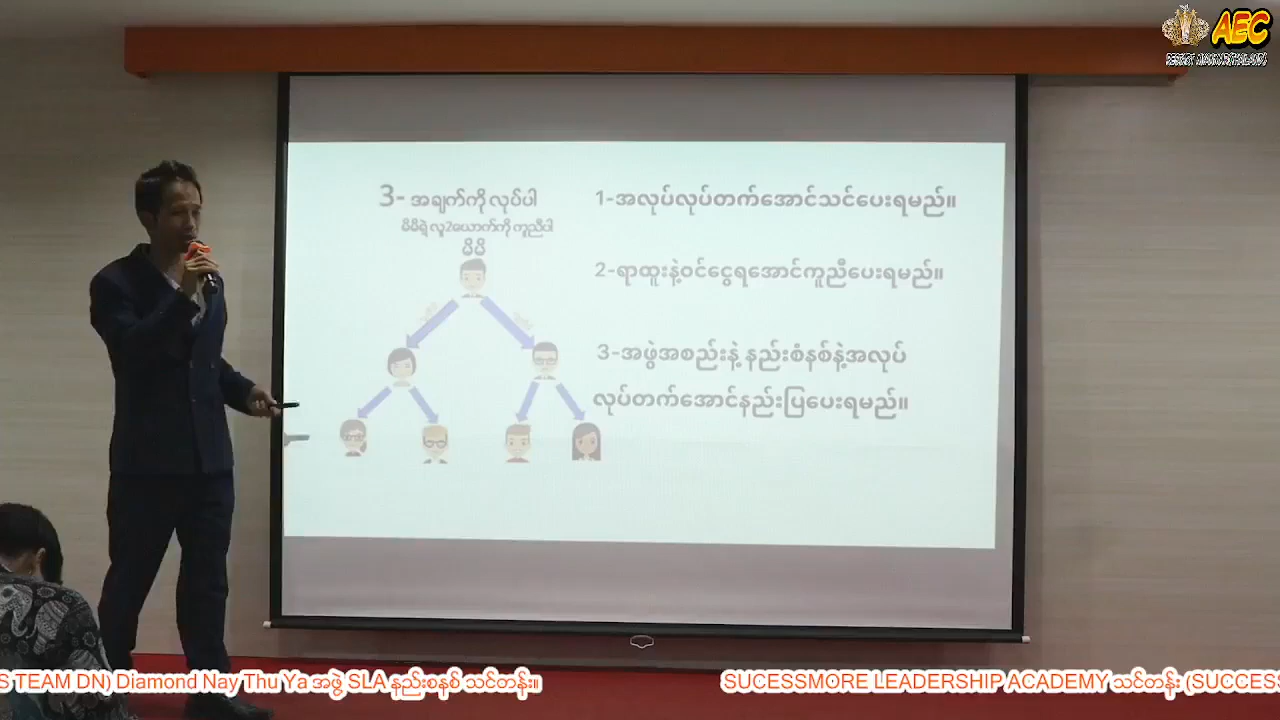 AEC
3- အချက်ကို လုပ်ပါ
မိမိရဲ့ လူ 2ယောက်ကို ကူညီပါ
မိမိ
1-အလုပ်လုပ်တက်အောင်သင်ပေးရမည်။
2-ရာထူးနဲ့ဝင်ငွေရအောင်ကူညီပေးရမည်။
3-အဖွဲအစည်းနဲ့ နည်းစံနစ်နဲ့အလုပ်
လုပ်တက်အောင်နည်းပြပေးရမည်။
S TEAM DN) Diamond Nay Thu Ya အဖွဲ့ SLA နည်းစနစ် သင်တန်း။
SUCESSMORE LEADERSHIP ACADEMY သင်တန်း (SUCCESS